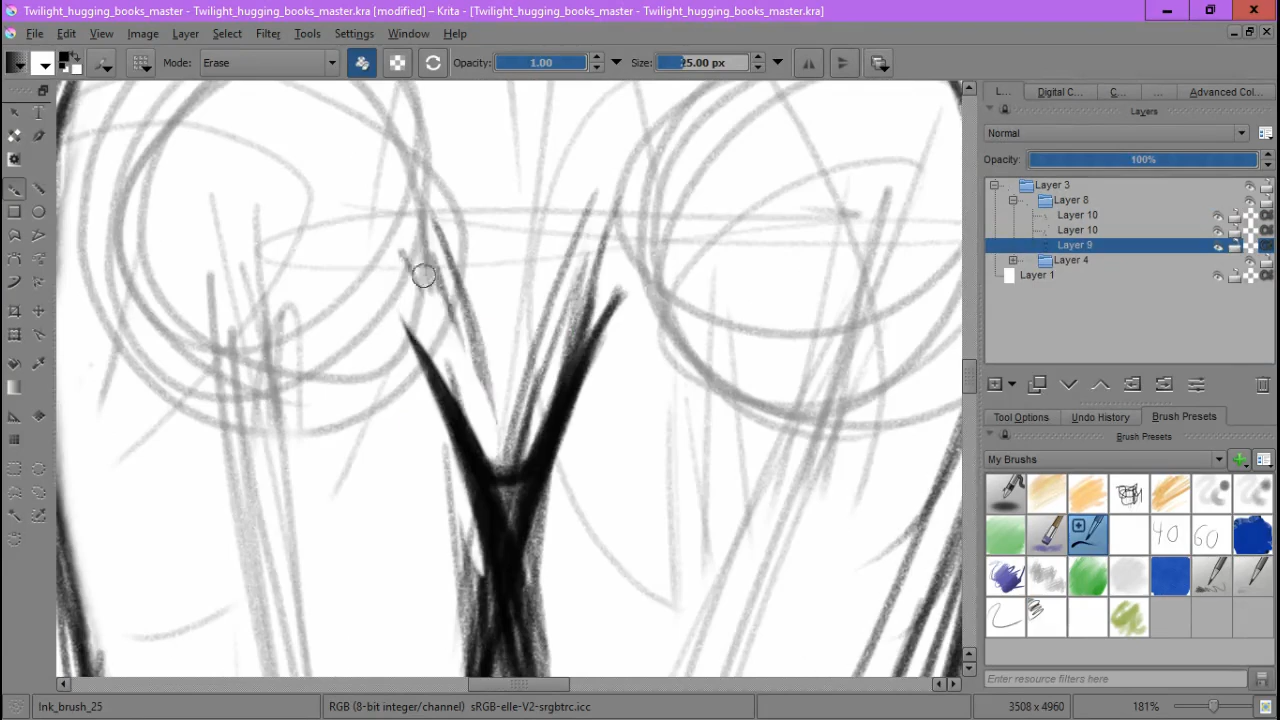 Twilight_hugging_books_master - Twilight_hugging_books_master.kra [modified] – Krita - [Twilight_hugging_books_master - Twilight_hugging_books_master.kra]
File Edit View Image Layer Select Filter Tools Settings Window Help
Mode: Erase Opacity: 1.00 Size: 25.00 px
L... Digital C... C... ... Advanced Col...
Layers
Normal
Opacity: 100%
Layer 3
Layer 8
Layer 10
Layer 10
Layer 9
Layer 4
Layer 1
Tool Options Undo History Brush Presets
Brush Presets
My Brushs
40 60
Enter resource filters here
Ink_brush_25 RGB (8-bit integer/channel) sRGB-elle-V2-srgbtrc.icc 3508 x 4960 181%